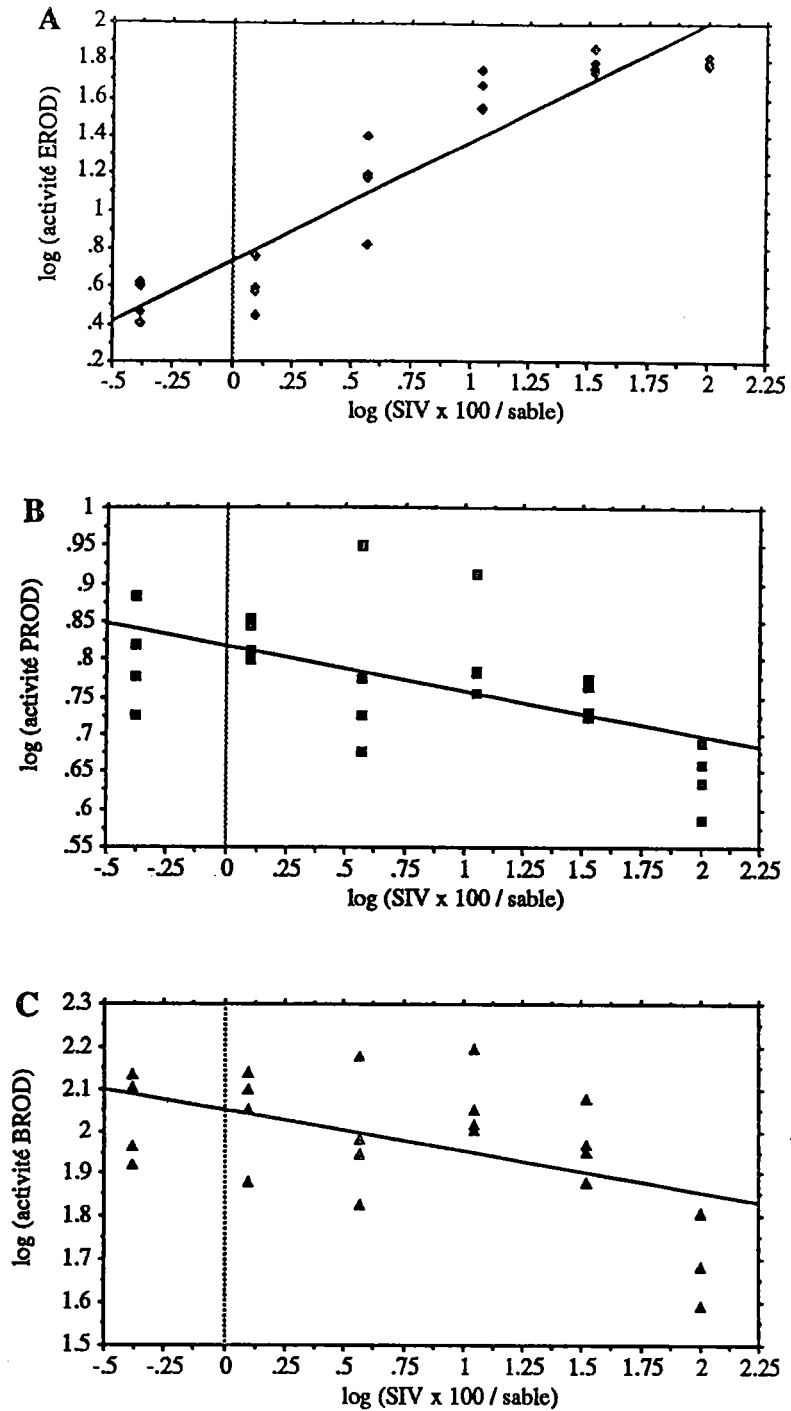 A
2
1.8
1.6
1.4
1.2
1
.8
.6
.4
.2
log (activité EROD)
-.5 -.25 0 .25 .5 .75 1 1.25 1.5 1.75 2 2.25
log (SIV x 100 / sable)
B
1
.95
.9
.85
.8
.75
.7
.65
.6
.55
log (activité PROD)
-.5 -.25 0 .25 .5 .75 1 1.25 1.5 1.75 2 2.25
log (SIV x 100 / sable)
C
2.3
2.2
2.1
2
1.9
1.8
1.7
1.6
1.5
log (activité BROD)
-.5 -.25 0 .25 .5 .75 1 1.25 1.5 1.75 2 2.25
log (SIV x 100 / sable)